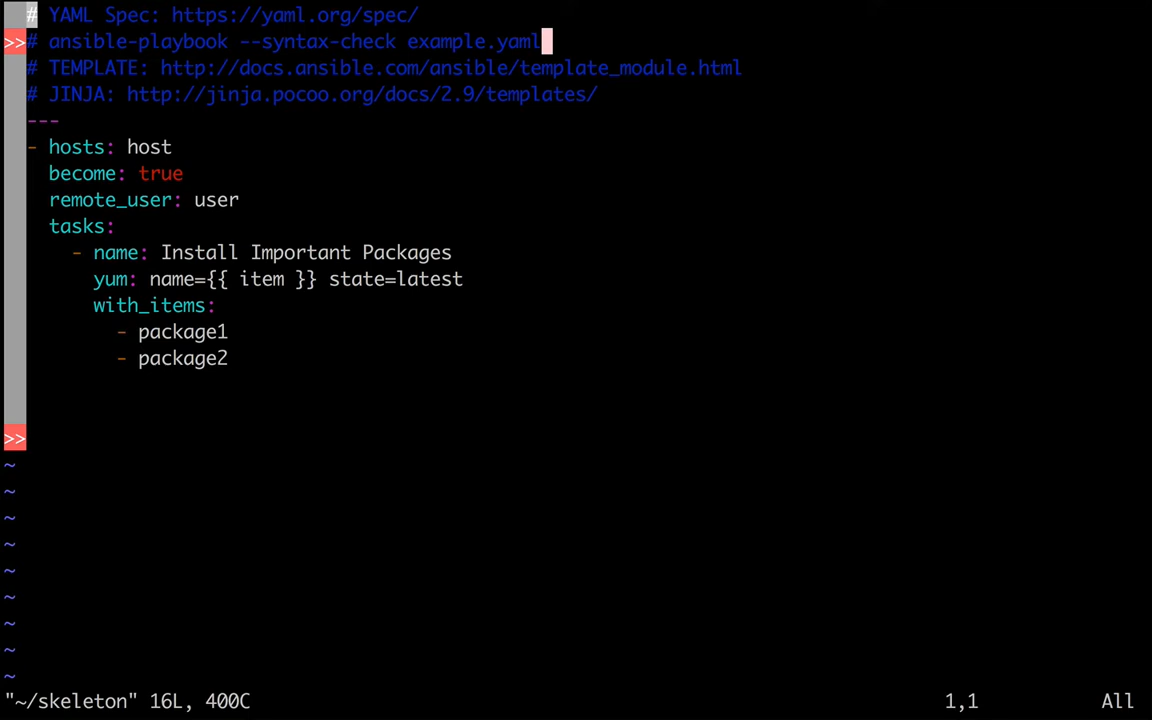 # YAML Spec: https://yaml.org/spec/
>># ansible-playbook --syntax-check example.yaml
# TEMPLATE: http://docs.ansible.com/ansible/template_module.html
# JINJA: http://jinja.pocoo.org/docs/2.9/templates/
---
- hosts: host
  become: true
  remote_user: user
  tasks:
    - name: Install Important Packages
      yum: name={{ item }} state=latest
      with_items:
        - package1
        - package2
>>
~
~
~
~
~
~
~
~
~
"~/skeleton" 16L, 400C 1,1 All